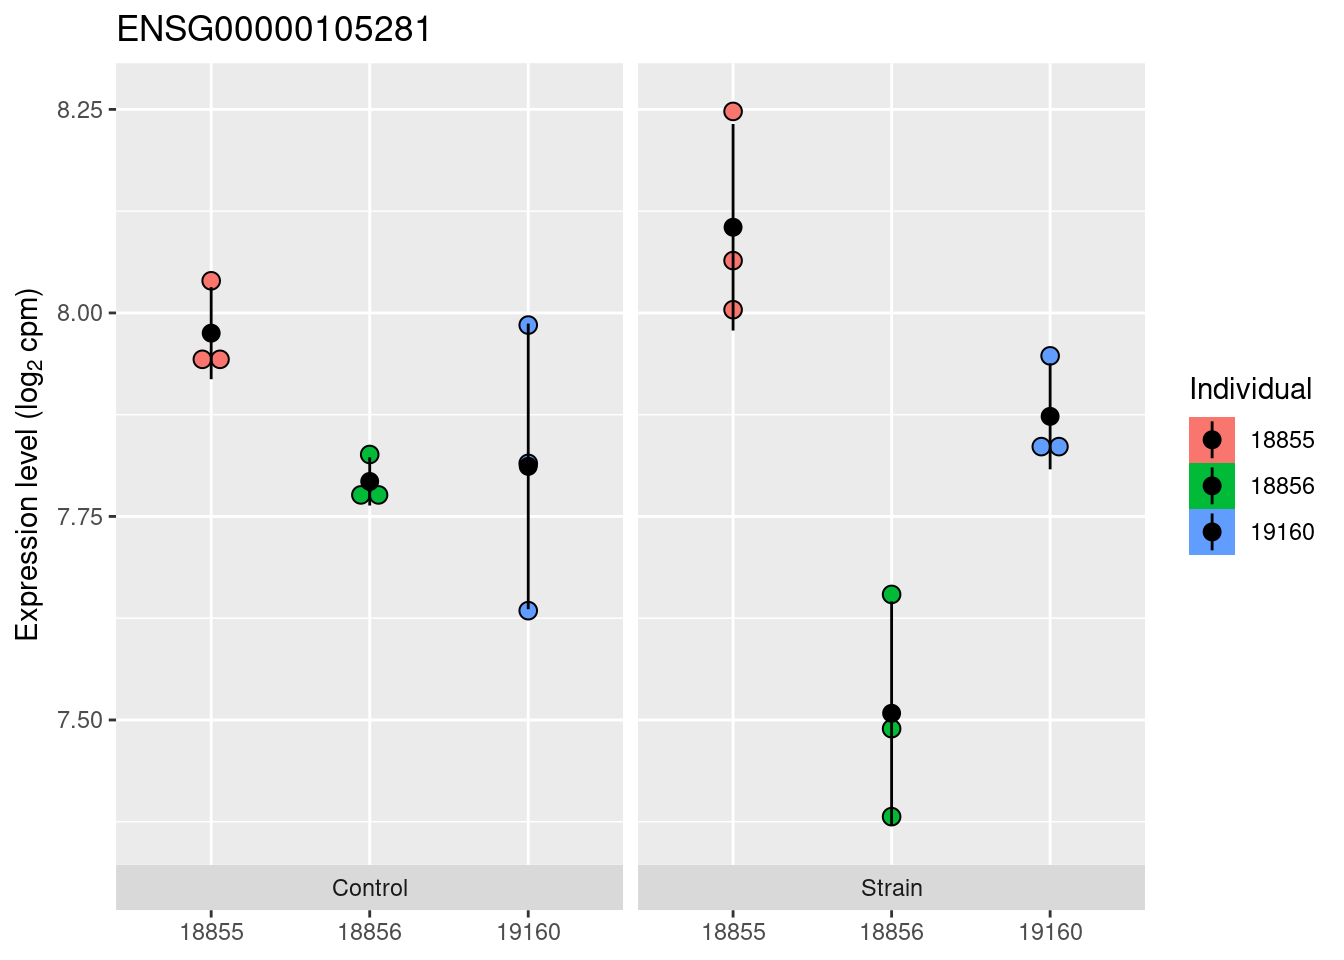 ENSG00000105281
Expression level (log₂ cpm)
8.25
8.00
7.75
7.50
Control
Strain
18855
18856
19160
18855
18856
19160
Individual
18855
18856
19160